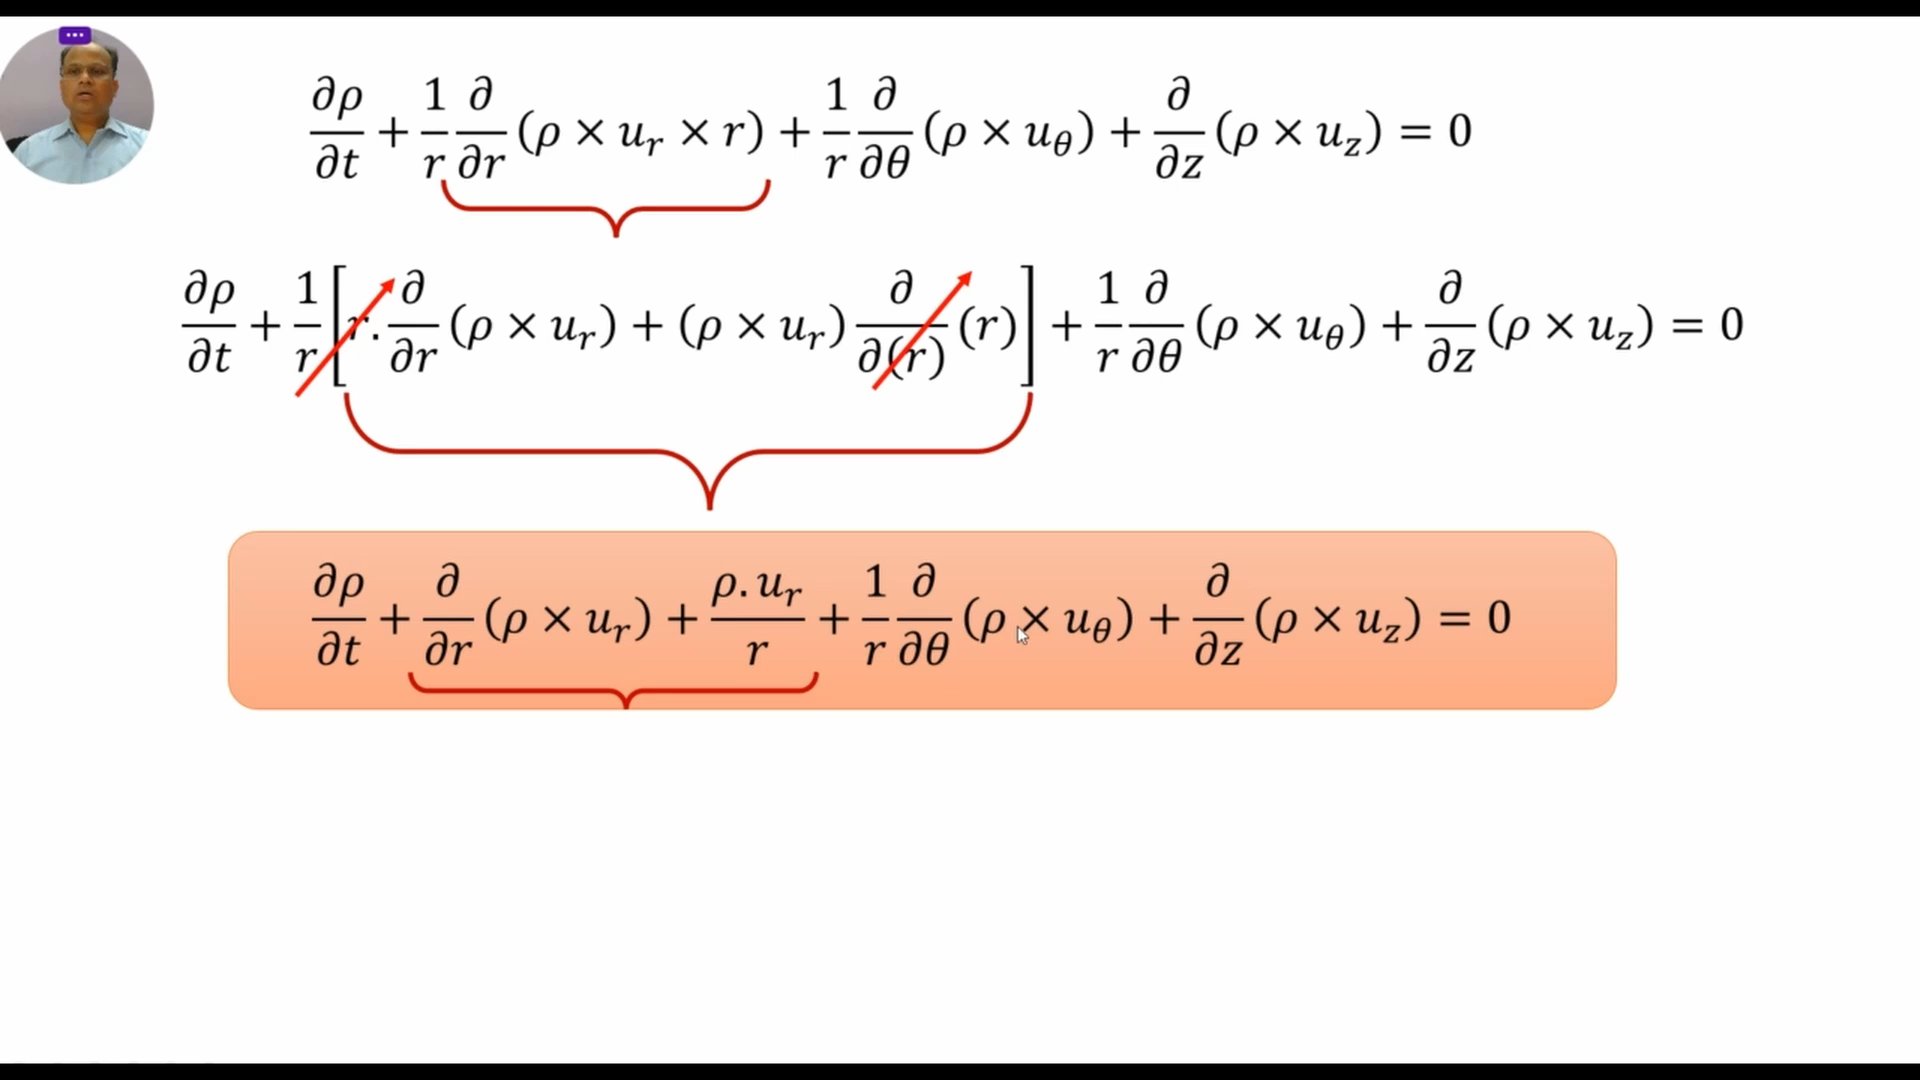 ∂ρ/∂t + 1/r ∂/∂r (ρ × u_r × r) + 1/r ∂/∂θ (ρ × u_θ) + ∂/∂z (ρ × u_z) = 0
∂ρ/∂t + 1/r [r. ∂/∂r (ρ × u_r) + (ρ × u_r) ∂/∂(r) (r)] + 1/r ∂/∂θ (ρ × u_θ) + ∂/∂z (ρ × u_z) = 0
∂ρ/∂t + ∂/∂r (ρ × u_r) + ρ.u_r/r + 1/r ∂/∂θ (ρ × u_θ) + ∂/∂z (ρ × u_z) = 0